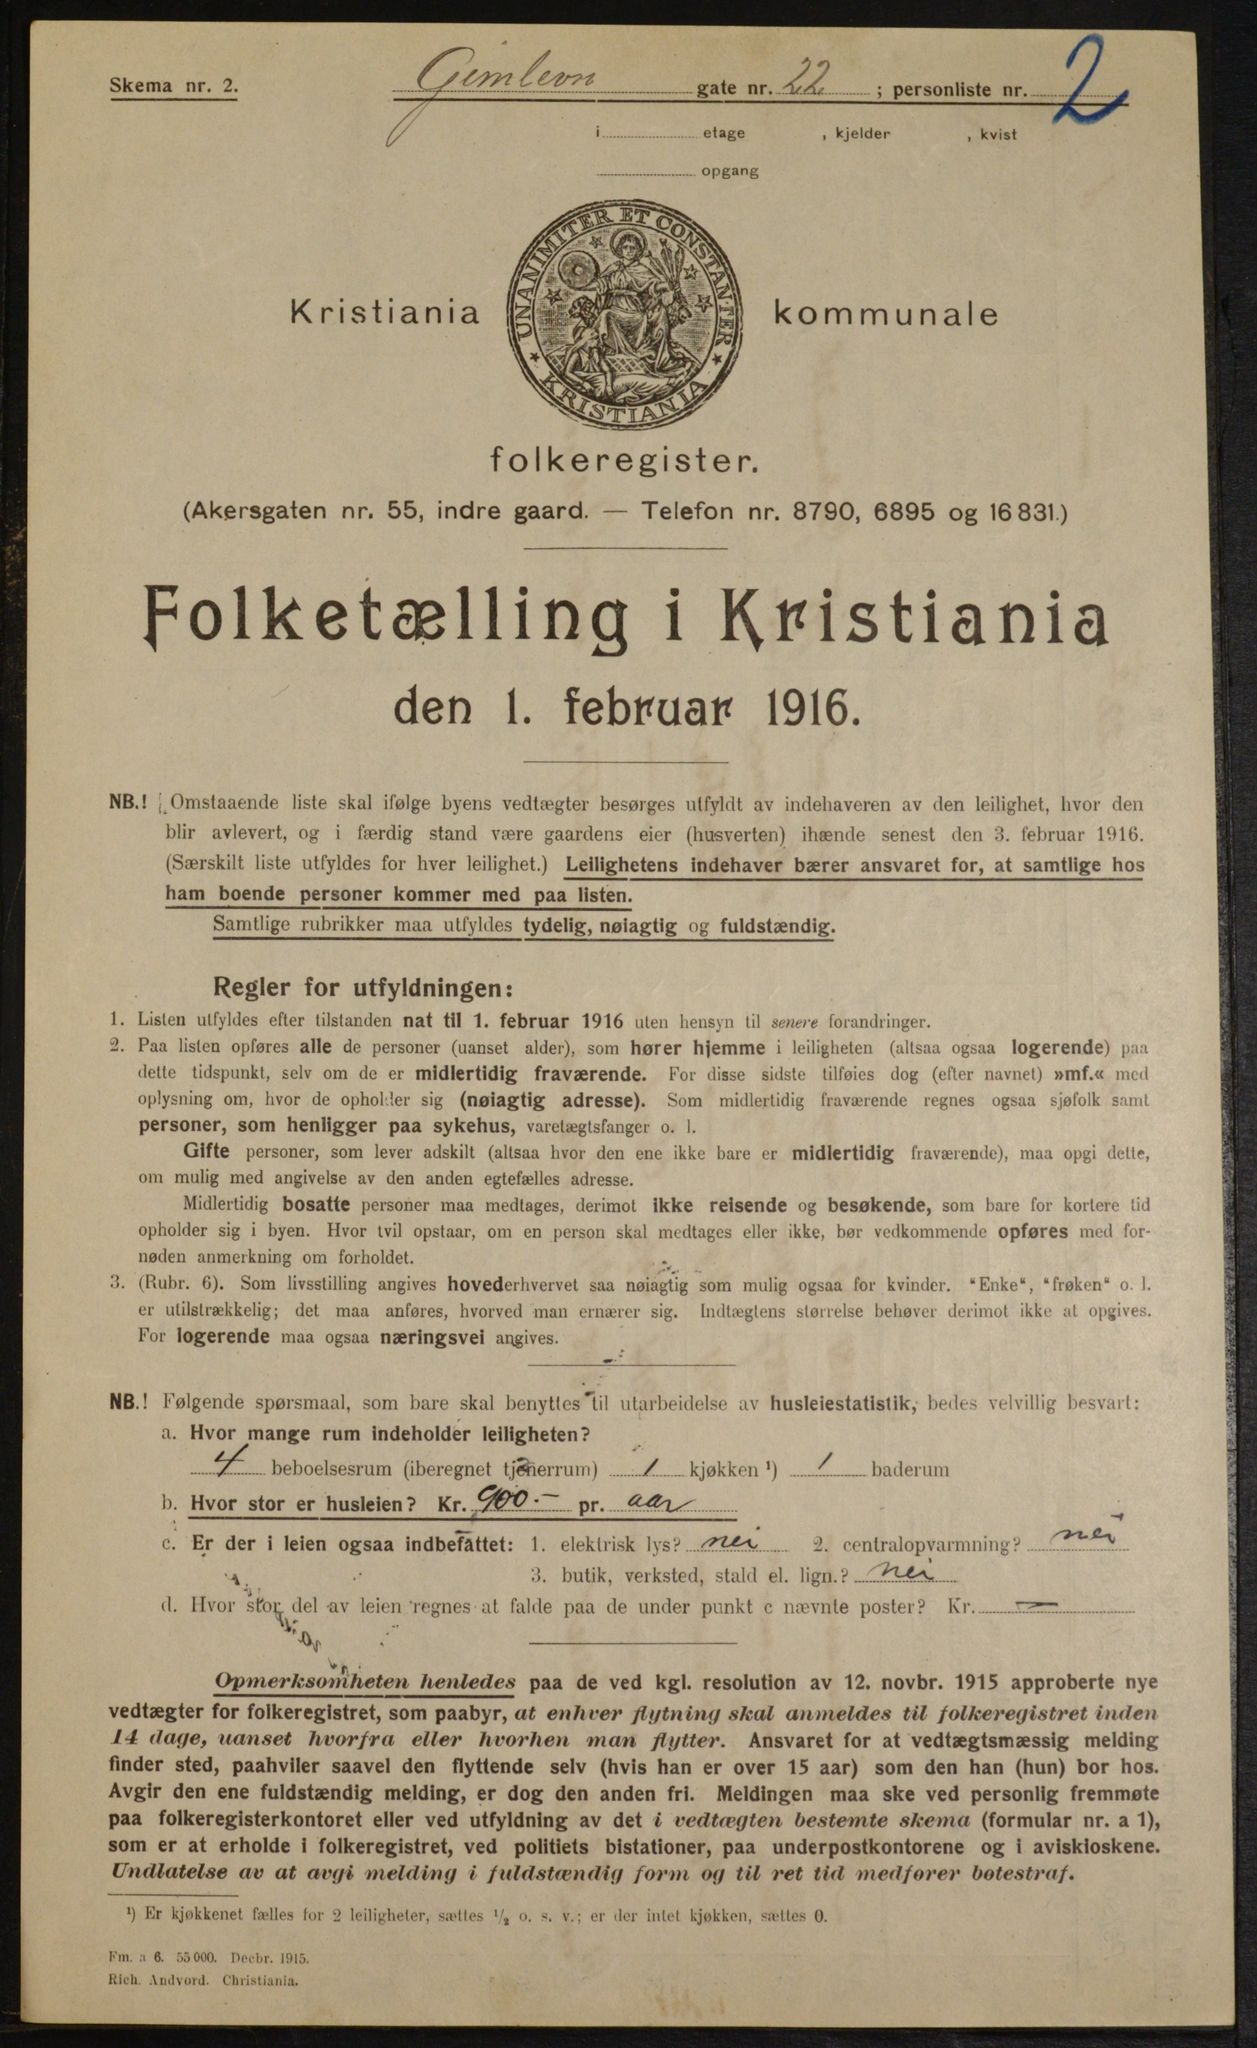 Skema nr. 2.
Gimlevn gate nr. 22 ; personliste nr. 2
i etage , kjelder , kvist
opgang
UNANIMITER ET CONSTANTER
KRISTIANIA
Kristiania kommunale
folkeregister.
(Akersgaten nr. 55, indre gaard. — Telefon nr. 8790, 6895 og 16831.)
Folketælling i Kristiania
den 1. februar 1916.
NB.! Omstaaende liste skal ifølge byens vedtægter besørges utfyldt av indehaveren av den leilighet, hvor den
blir avlevert, og i færdig stand være gaardens eier (husverten) ihænde senest den 3. februar 1916.
(Særskilt liste utfyldes for hver leilighet.) Leilighetens indehaver bærer ansvaret for, at samtlige hos
ham boende personer kommer med paa listen.
Samtlige rubrikker maa utfyldes tydelig, nøiagtig og fuldstændig.
Regler for utfyldningen:
1. Listen utfyldes efter tilstanden nat til 1. februar 1916 uten hensyn til senere forandringer.
2. Paa listen opføres alle de personer (uanset alder), som hører hjemme i leiligheten (altsaa ogsaa logerende) paa
dette tidspunkt, selv om de er midlertidig fraværende. For disse sidste tilføies dog (efter navnet) »mf.« med
oplysning om, hvor de opholder sig (nøiagtig adresse). Som midlertidig fraværende regnes ogsaa sjøfolk samt
personer, som henligger paa sykehus, varetægtsfanger o. l.
Gifte personer, som lever adskilt (altsaa hvor den ene ikke bare er midlertidig fraværende), maa opgi dette,
om mulig med angivelse av den anden egtefælles adresse.
Midlertidig bosatte personer maa medtages, derimot ikke reisende og besøkende, som bare for kortere tid
opholder sig i byen. Hvor tvil opstaar, om en person skal medtages eller ikke, bør vedkommende opføres med for-
nøden anmerkning om forholdet.
3. (Rubr. 6). Som livsstilling angives hovederhvervet saa nøiagtig som mulig ogsaa for kvinder. "Enke", "frøken" o. l.
er utilstrækkelig; det maa anføres, hvorved man ernærer sig. Indtægtens størrelse behøver derimot ikke at opgives.
For logerende maa ogsaa næringsvei angives.
NB.! Følgende spørsmaal, som bare skal benyttes til utarbeidelse av husleiestatistik, bedes velvillig besvart:
a. Hvor mange rum indeholder leiligheten?
4 beboelsesrum (iberegnet tjenerrum) 1 kjøkken ¹) 1 baderum
b. Hvor stor er husleien? Kr. 900.- pr. aar
c. Er der i leien ogsaa indbefattet: 1. elektrisk lys? nei 2. centralopvarmning? nei
3. butik, verksted, stald el. lign.? nei
d. Hvor stor del av leien regnes at falde paa de under punkt c nævnte poster? Kr. —
Opmerksomheten henledes paa de ved kgl. resolution av 12. novbr. 1915 approberte nye
vedtægter for folkeregistret, som paabyr, at enhver flytning skal anmeldes til folkeregistret inden
14 dage, uanset hvorfra eller hvorhen man flytter. Ansvaret for at vedtægtsmæssig melding
finder sted, paahviler saavel den flyttende selv (hvis han er over 15 aar) som den han (hun) bor hos.
Avgir den ene fuldstændig melding, er dog den anden fri. Meldingen maa ske ved personlig fremmøte
paa folkeregisterkontoret eller ved utfyldning av det i vedtægten bestemte skema (formular nr. a 1),
som er at erholde i folkeregistret, ved politiets bistationer, paa underpostkontorene og i aviskioskene.
Undlatelse av at avgi melding i fuldstændig form og til ret tid medfører bøtestraf.
¹) Er kjøkkenet fælles for 2 leiligheter, sættes ½ o. s. v.; er der intet kjøkken, sættes 0.
Fm. a 6. 55000. Decbr. 1915.
Rich. Andvord. Christiania.